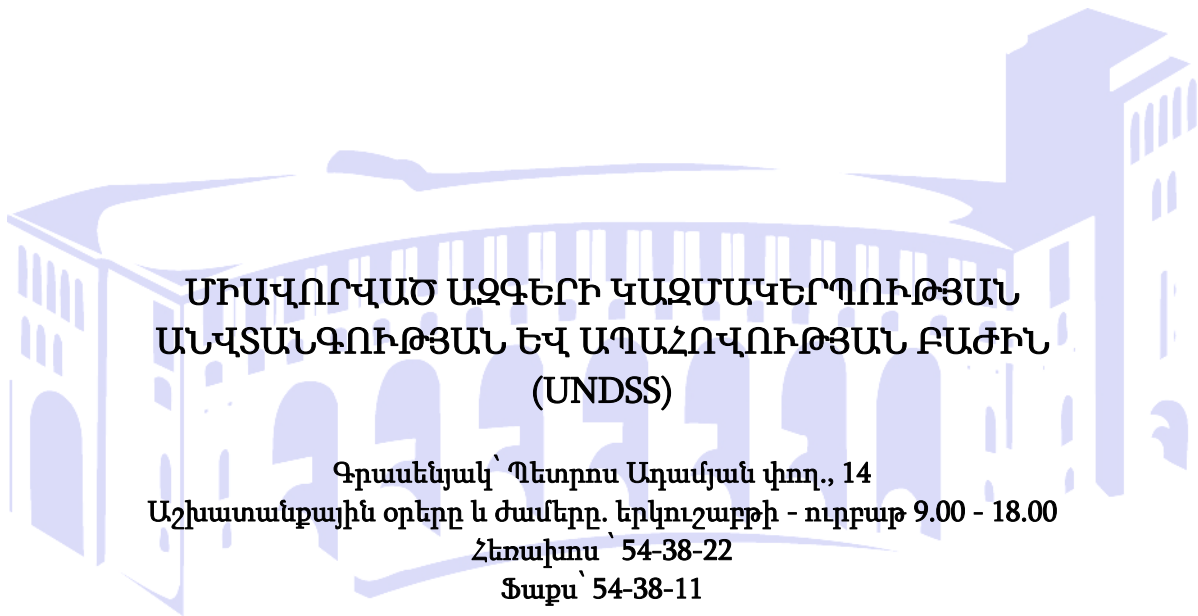 ՄԻԱՎՈՐՎԱԾ ԱԶԳԵՐԻ ԿԱԶՄԱԿԵՐՊՈՒԹՅԱՆ
ԱՆՎՏԱՆԳՈՒԹՅԱՆ ԵՎ ԱՊԱՀՈՎՈՒԹՅԱՆ ԲԱԺԻՆ
(UNDSS)
Գրասենյակ՝ Պետրոս Ադամյան փող., 14
Աշխատանքային օրերը և ժամերը. երկուշաբթի - ուրբաթ 9.00 - 18.00
Հեռախոս ՝ 54-38-22
Ֆաքս՝ 54-38-11